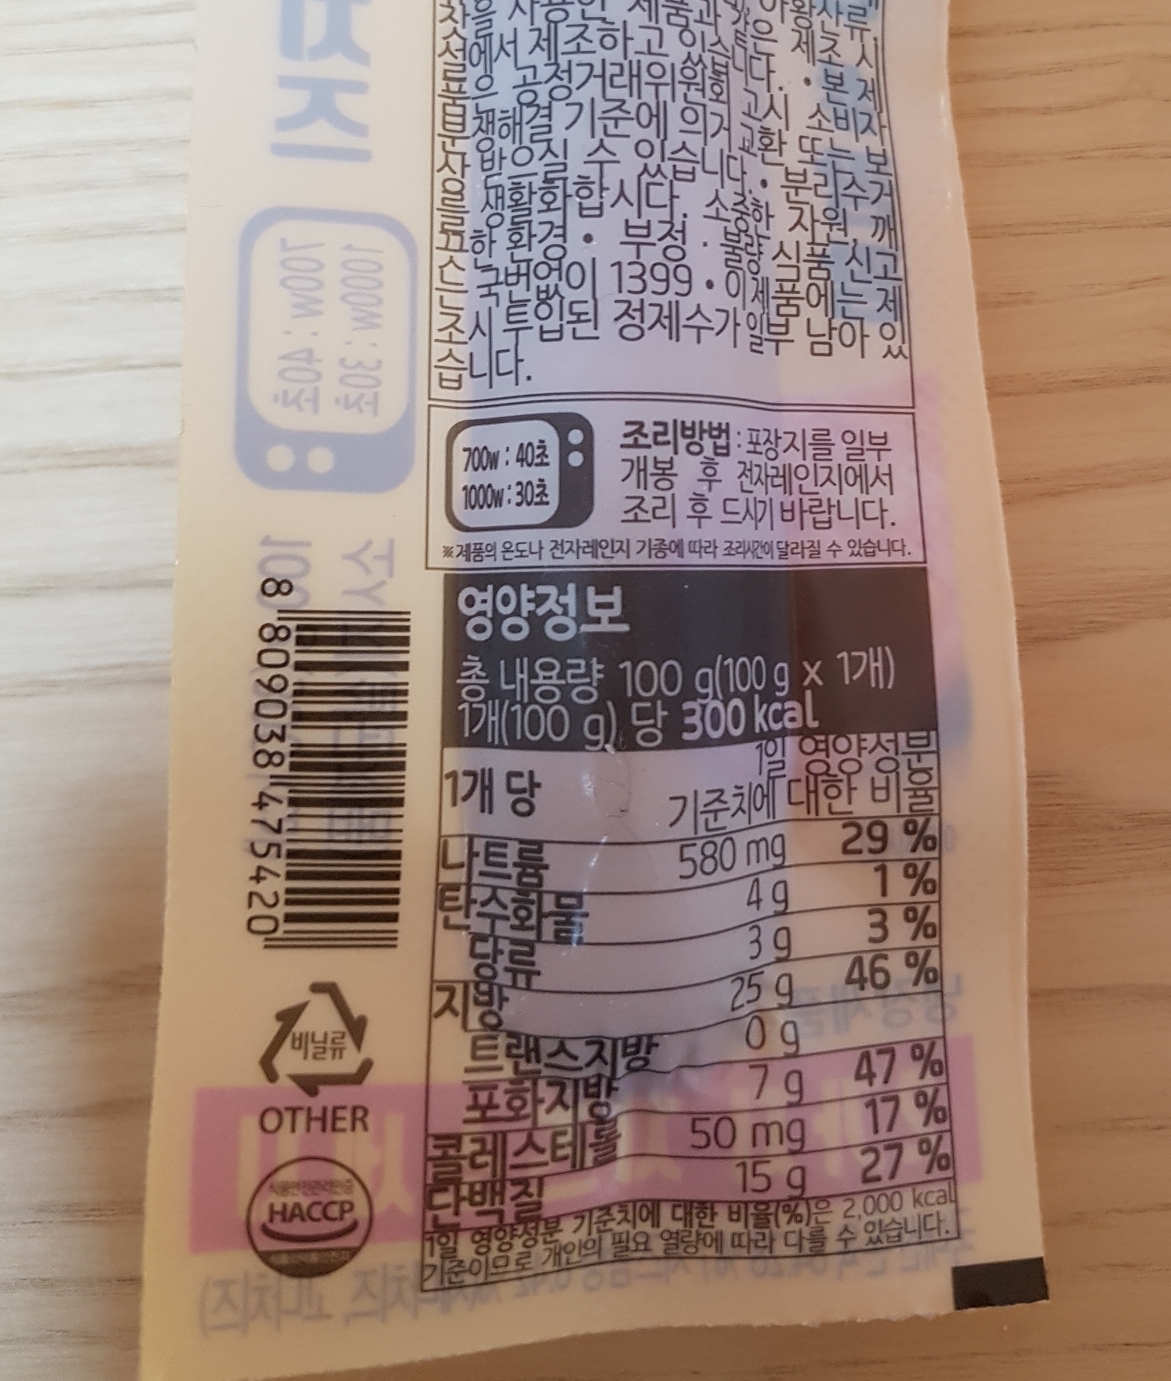 선에서 제조하고 있습니다. • 본 제
품은 공정거래위원회 고시 소비자
분쟁해결 기준에 의거 교환 또는 보
상 받으실 수 있습니다. • 분리수거
를 생활화합시다. 소중한 자원, 깨
끗한 환경 • 부정·불량 식품 신고
는 국번없이 1399 • 이 제품에는 제
조시 투입된 정제수가 일부 남아 있
습니다.
700w : 40초
1000w : 30초
조리방법 : 포장지를 일부
개봉 후 전자레인지에서
조리 후 드시기 바랍니다.
※제품의 온도나 전자레인지 기종에 따라 조리시간이 달라질 수 있습니다.
영양정보
총 내용량 100 g(100 g x 1개)
1개(100 g) 당 300 kcal
1개 당 1일 영양성분
기준치에 대한 비율
나트륨 580 mg 29 %
탄수화물 4 g 1 %
당류 3 g 3 %
지방 25 g 46 %
트랜스지방 0 g
포화지방 7 g 47 %
콜레스테롤 50 mg 17 %
단백질 15 g 27 %
1일 영양성분 기준치에 대한 비율(%)은 2,000 kcal
기준이므로 개인의 필요 열량에 따라 다를 수 있습니다.
8 809038 475420
비닐류
OTHER
HACCP